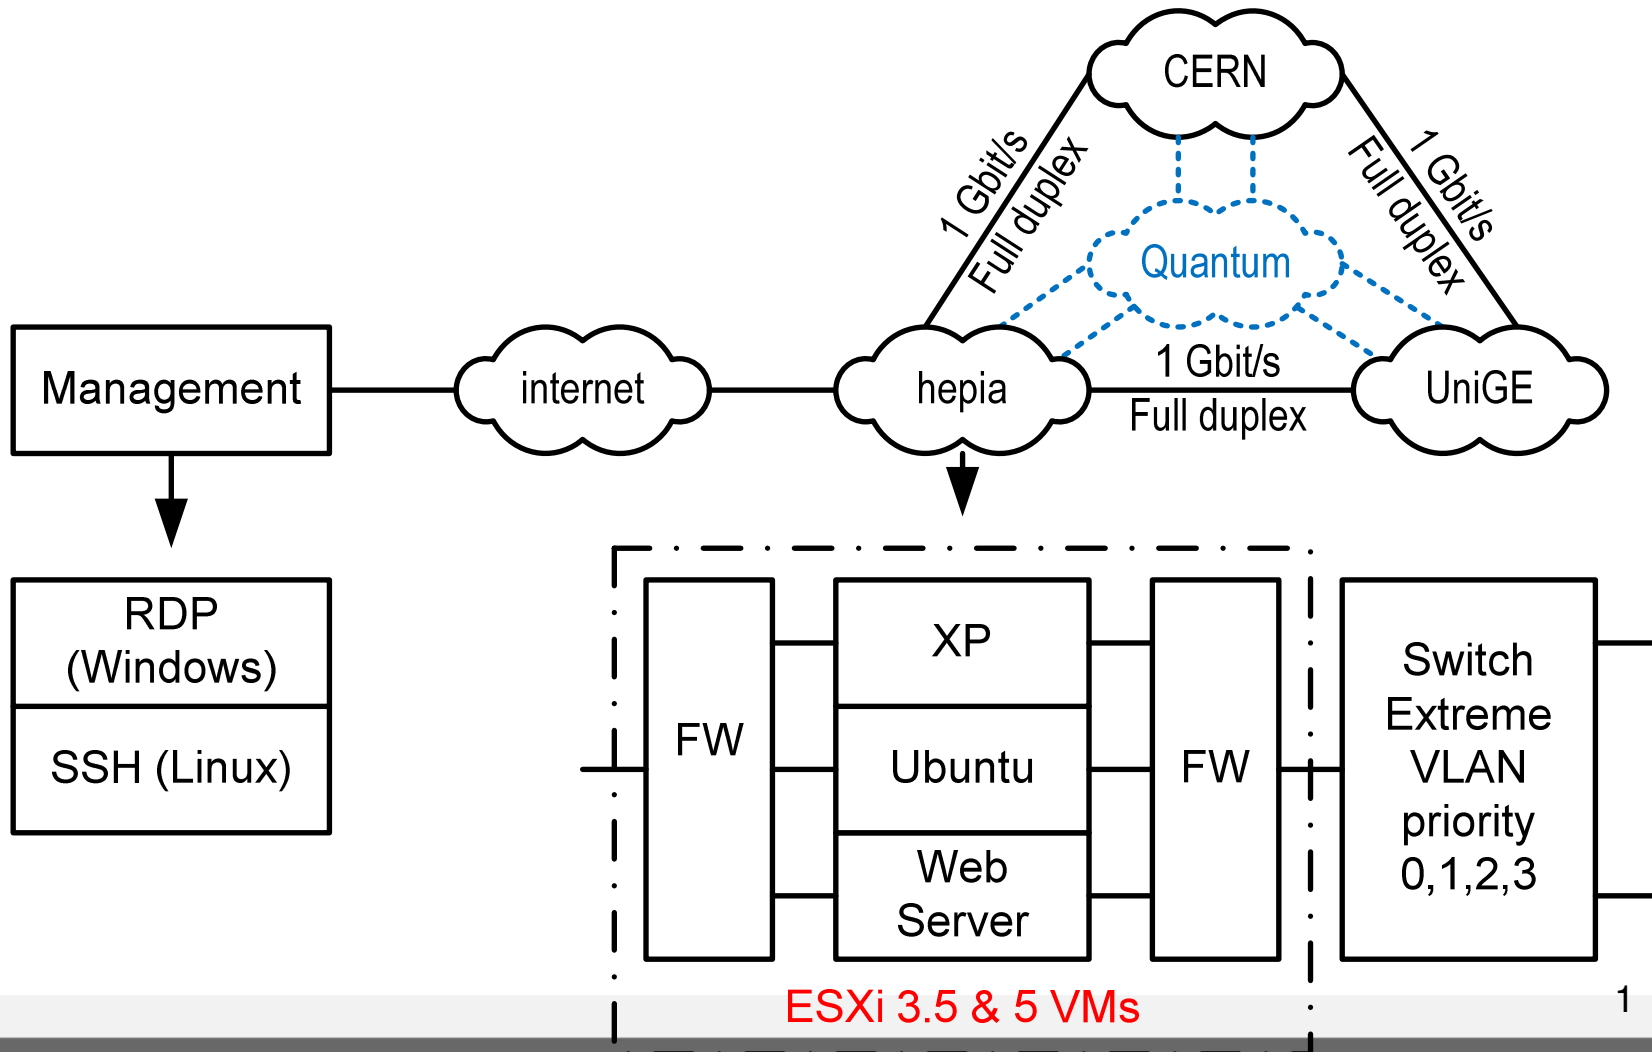 CERN
1 Gbit/s
Full duplex
1 Gbit/s
Full duplex
Quantum
Management
internet
hepia
1 Gbit/s
Full duplex
UniGE
RDP
(Windows)
SSH (Linux)
FW
XP
Ubuntu
Web
Server
FW
Switch
Extreme
VLAN
priority
0,1,2,3
ESXi 3.5 & 5 VMs
1